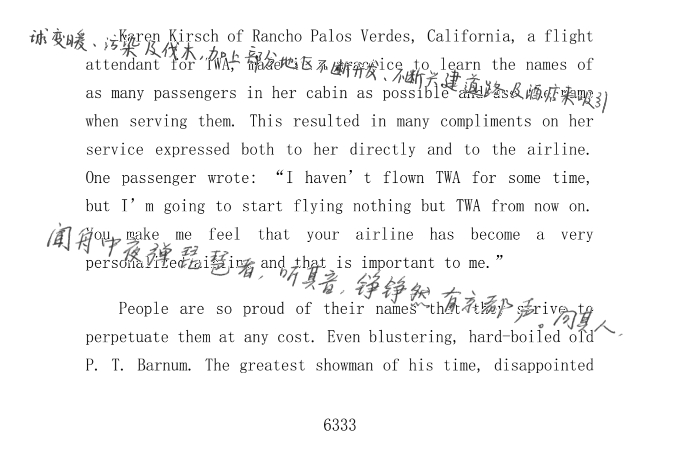 Karen Kirsch of Rancho Palos Verdes, California, a flight
球变暖、污染及伐木,加上部分地区不断开发、不断兴建道路及酒店来吸引
attendant for TWA, made it a practice to learn the names of
as many passengers in her cabin as possible and use the name
when serving them. This resulted in many compliments on her
service expressed both to her directly and to the airline.
One passenger wrote: “I haven’t flown TWA for some time,
but I’m going to start flying nothing but TWA from now on.
You make me feel that your airline has become a very
闻舟中夜弹琵琶者,听其音,铮铮然有京都声。问其人,
personalized airline and that is important to me.”
People are so proud of their names that they strive to
perpetuate them at any cost. Even blustering, hard-boiled old
P. T. Barnum. The greatest showman of his time, disappointed
6333